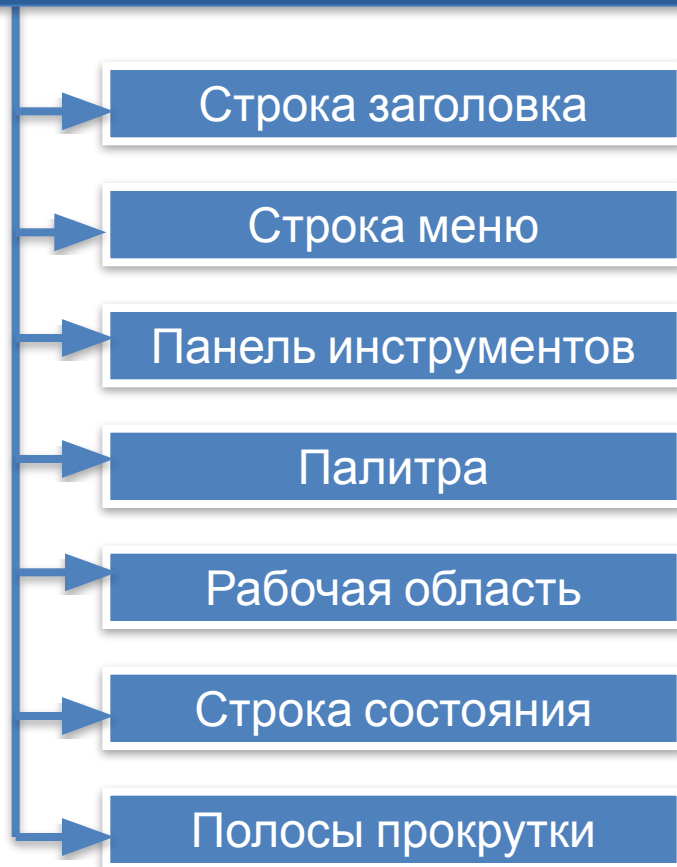 Строка заголовка
Строка меню
Панель инструментов
Палитра
Рабочая область
Строка состояния
Полосы прокрутки